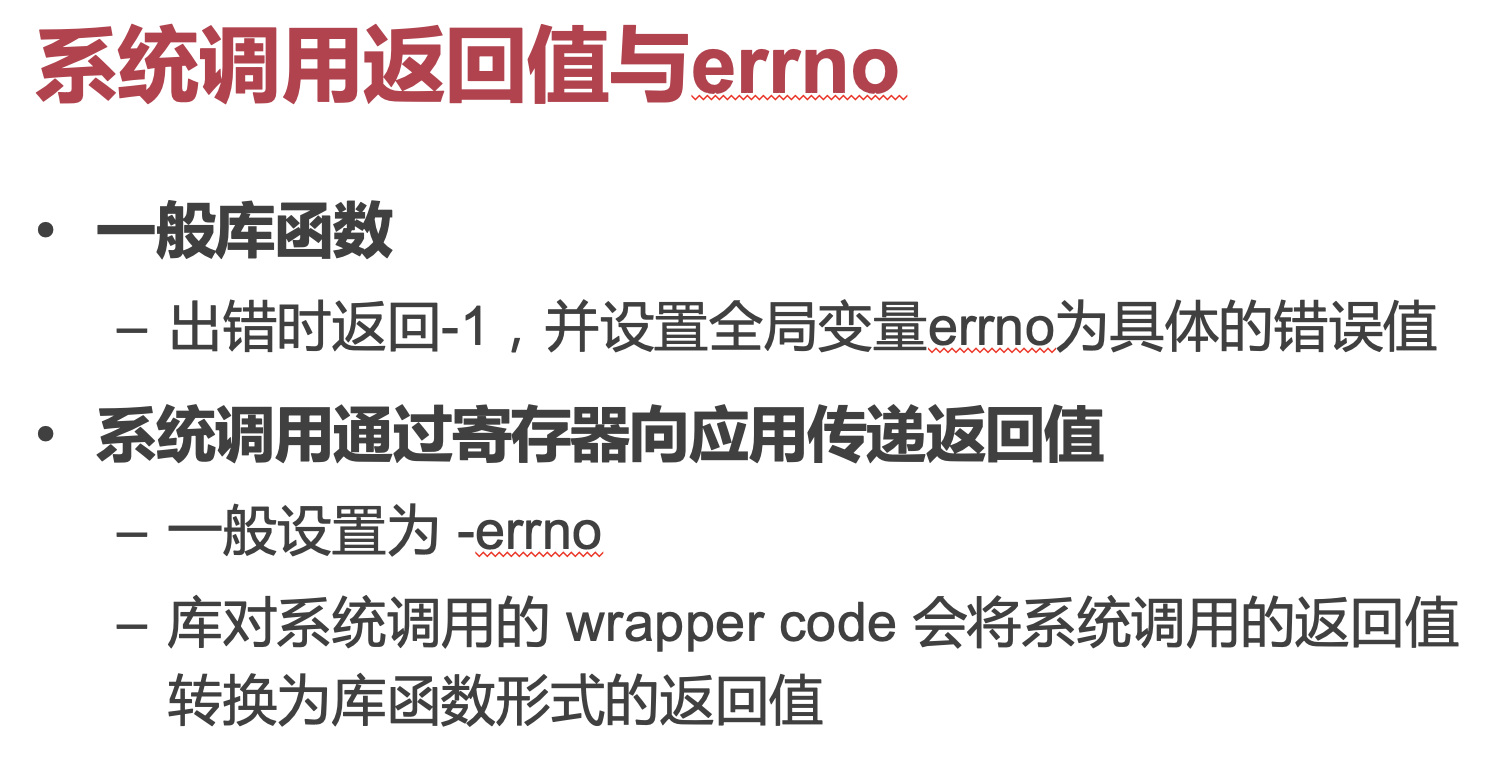 系统调用返回值与errno
• 一般库函数
– 出错时返回-1，并设置全局变量errno为具体的错误值
• 系统调用通过寄存器向应用传递返回值
– 一般设置为 -errno
– 库对系统调用的 wrapper code 会将系统调用的返回值
转换为库函数形式的返回值